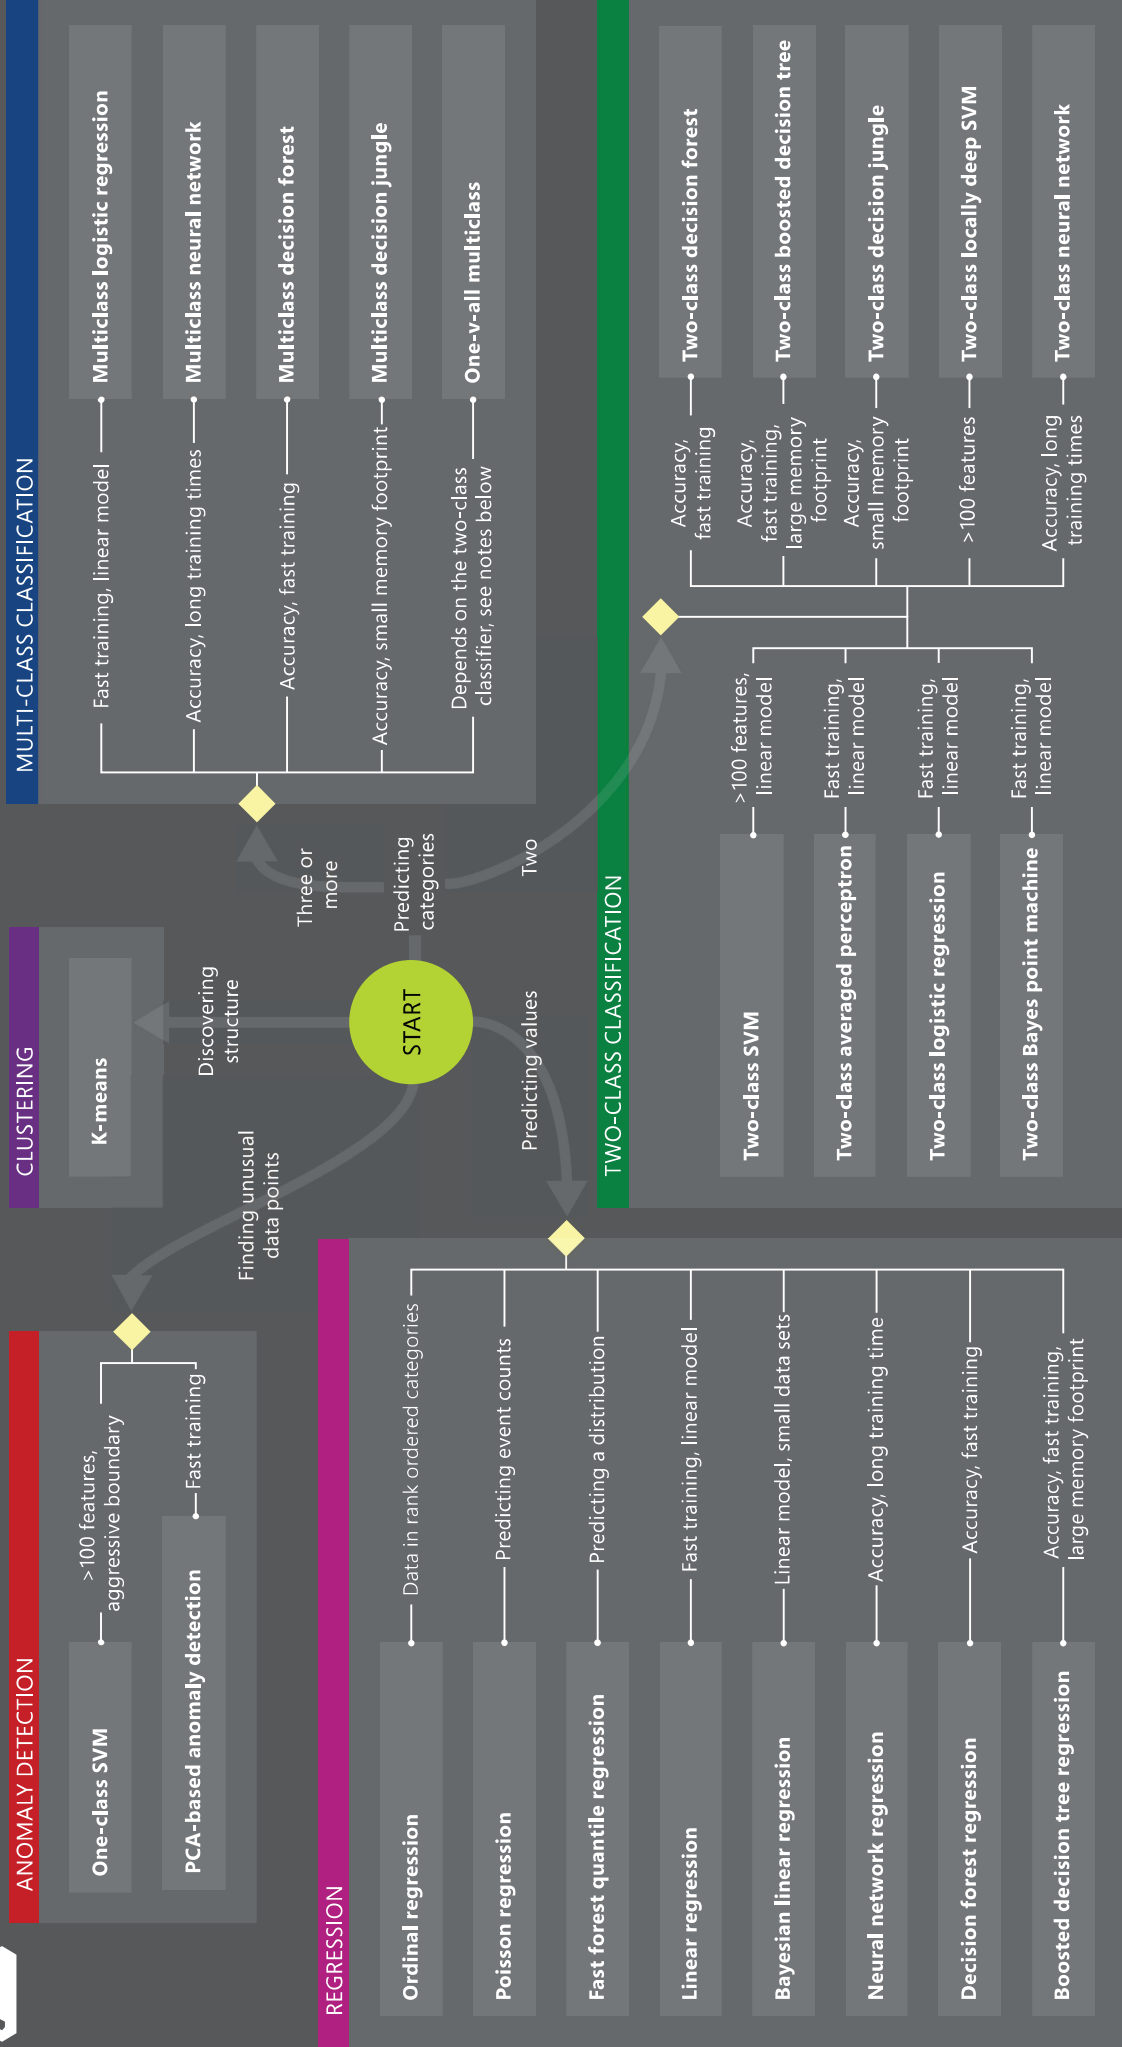 ANOMALY DETECTION
One-class SVM
>100 features,
aggressive boundary
PCA-based anomaly detection
Fast training
CLUSTERING
K-means
MULTI-CLASS CLASSIFICATION
Fast training, linear model
Multiclass logistic regression
Accuracy, long training times
Multiclass neural network
Accuracy, fast training
Multiclass decision forest
Accuracy, small memory footprint
Multiclass decision jungle
Depends on the two-class
classifier, see notes below
One-v-all multiclass
Finding unusual
data points
Discovering
structure
Three or
more
START
Predicting
categories
Predicting values
Two
REGRESSION
Ordinal regression
Data in rank ordered categories
Poisson regression
Predicting event counts
Fast forest quantile regression
Predicting a distribution
Linear regression
Fast training, linear model
Bayesian linear regression
Linear model, small data sets
Neural network regression
Accuracy, long training time
Decision forest regression
Accuracy, fast training
Boosted decision tree regression
Accuracy, fast training,
large memory footprint
TWO-CLASS CLASSIFICATION
Two-class SVM
>100 features,
linear model
Two-class averaged perceptron
Fast training,
linear model
Two-class logistic regression
Fast training,
linear model
Two-class Bayes point machine
Fast training,
linear model
Accuracy,
fast training
Two-class decision forest
Accuracy,
fast training,
large memory
footprint
Two-class boosted decision tree
Accuracy,
small memory
footprint
Two-class decision jungle
>100 features
Two-class locally deep SVM
Accuracy, long
training times
Two-class neural network